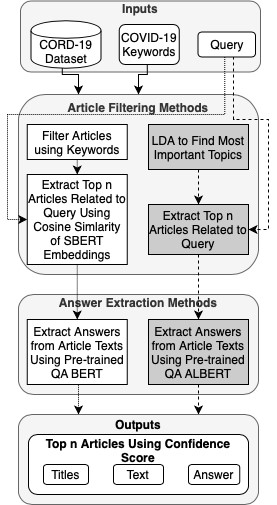 Inputs
CORD-19
Dataset
COVID-19
Keywords
Query
Article Filtering Methods
Filter Articles
using Keywords
LDA to Find Most
Important Topics
Extract Top n
Articles Related to
Query Using
Cosine Simlarity
of SBERT
Embeddings
Extract Top n
Articles Related to
Query
Answer Extraction Methods
Extract Answers
from Article Texts
Using Pre-trained
QA BERT
Extract Answers
from Article Texts
Using Pre-trained
QA ALBERT
Outputs
Top n Articles Using Confidence
Score
Titles
Text
Answer